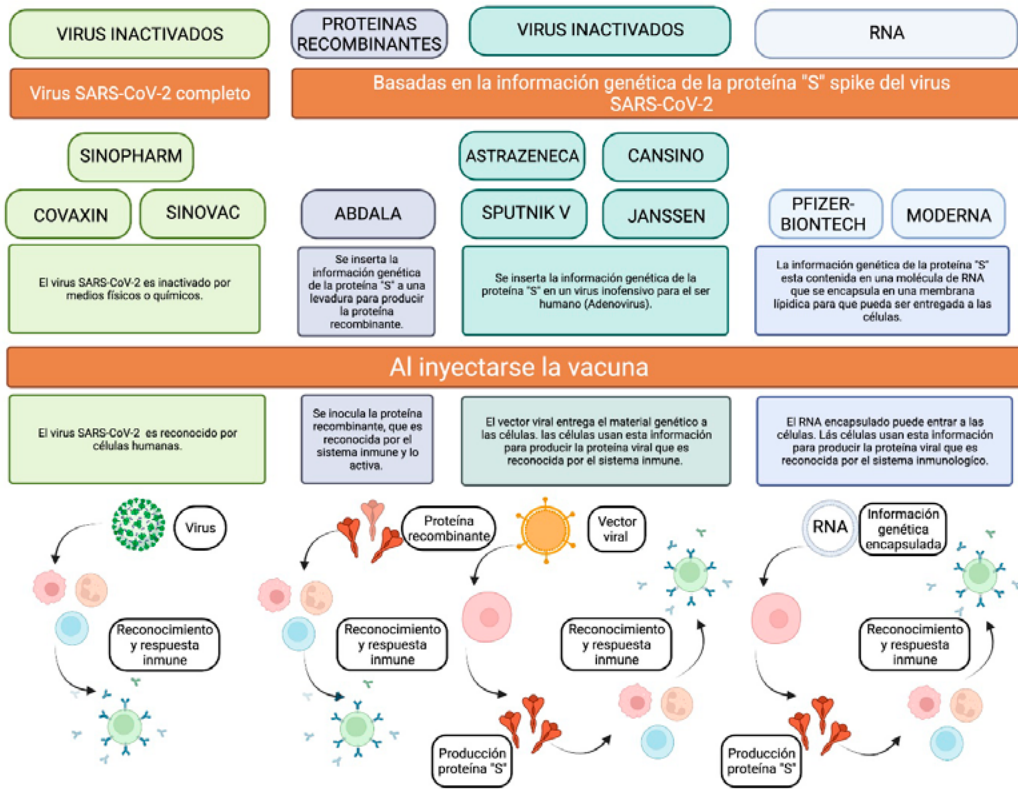 VIRUS INACTIVADOS
PROTEINAS
RECOMBINANTES
VIRUS INACTIVADOS
RNA
Virus SARS-CoV-2 completo
Basadas en la información genética de la proteína "S" spike del virus
SARS-CoV-2
SINOPHARM
COVAXIN
SINOVAC
ABDALA
ASTRAZENECA
CANSINO
SPUTNIK V
JANSSEN
PFIZER-
BIONTECH
MODERNA
El virus SARS-CoV-2 es inactivado por
medios físicos o químicos.
Se inserta la
información genética
de la proteína "S" a una
levadura para producir
la proteína
recombinante.
Se inserta la información genética de la
proteína "S" en un virus inofensivo para el ser
humano (Adenovirus).
La información genética de la proteína "S"
esta contenida en una molécula de RNA
que se encapsula en una membrana
lípidica para que pueda ser entregada a las
células.
Al inyectarse la vacuna
El virus SARS-CoV-2 es reconocido por
células humanas.
Se inocula la proteína
recombinante, que es
reconocida por el
sistema inmune y lo
activa.
El vector viral entrega el material genético a
las células. las células usan esta información
para producir la proteína viral que es
reconocida por el sistema inmune.
El RNA encapsulado puede entrar a las
células. Lás células usan esta información
para producir la proteína viral que es
reconocida por el sistema inmunologíco.
Virus
Reconocimiento
y respuesta
inmune
Proteína
recombinante
Reconocimiento
y respuesta
inmune
Vector
viral
Reconocimiento
y respuesta
inmune
Producción
proteína "S"
RNA
Información
genética
encapsulada
Reconocimiento
y respuesta
inmune
Producción
proteína "S"